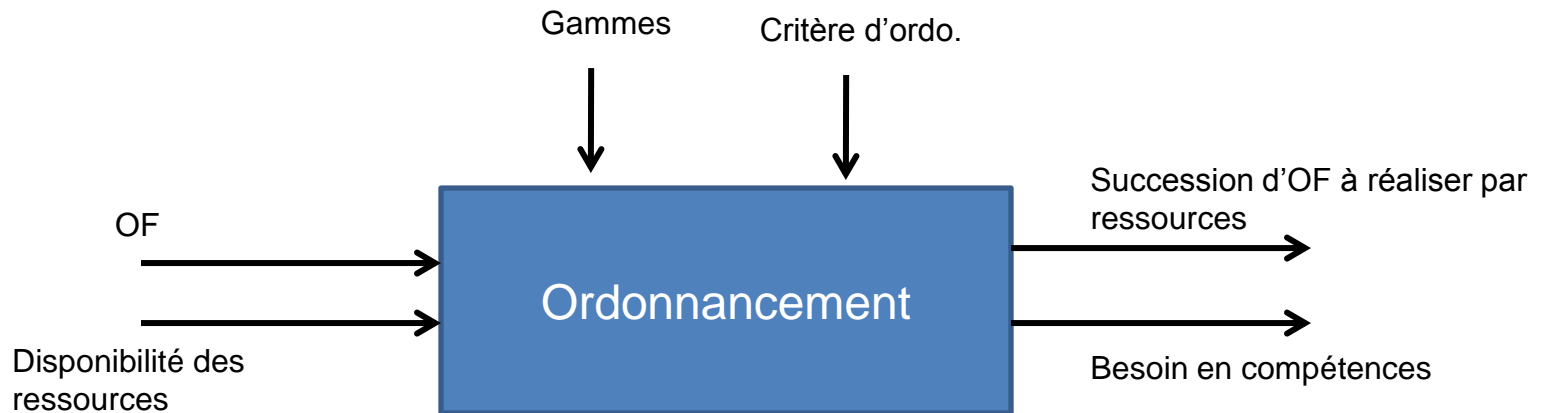 Gammes
Critère d’ordo.
OF
Disponibilité des
ressources
Ordonnancement
Succession d’OF à réaliser par
ressources
Besoin en compétences